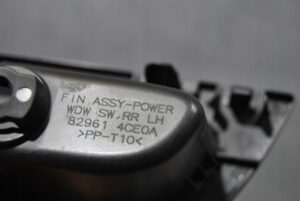 FIN ASSY-POWER
WDW SW,RR LH
82961 4CE0A
>PP-T10<